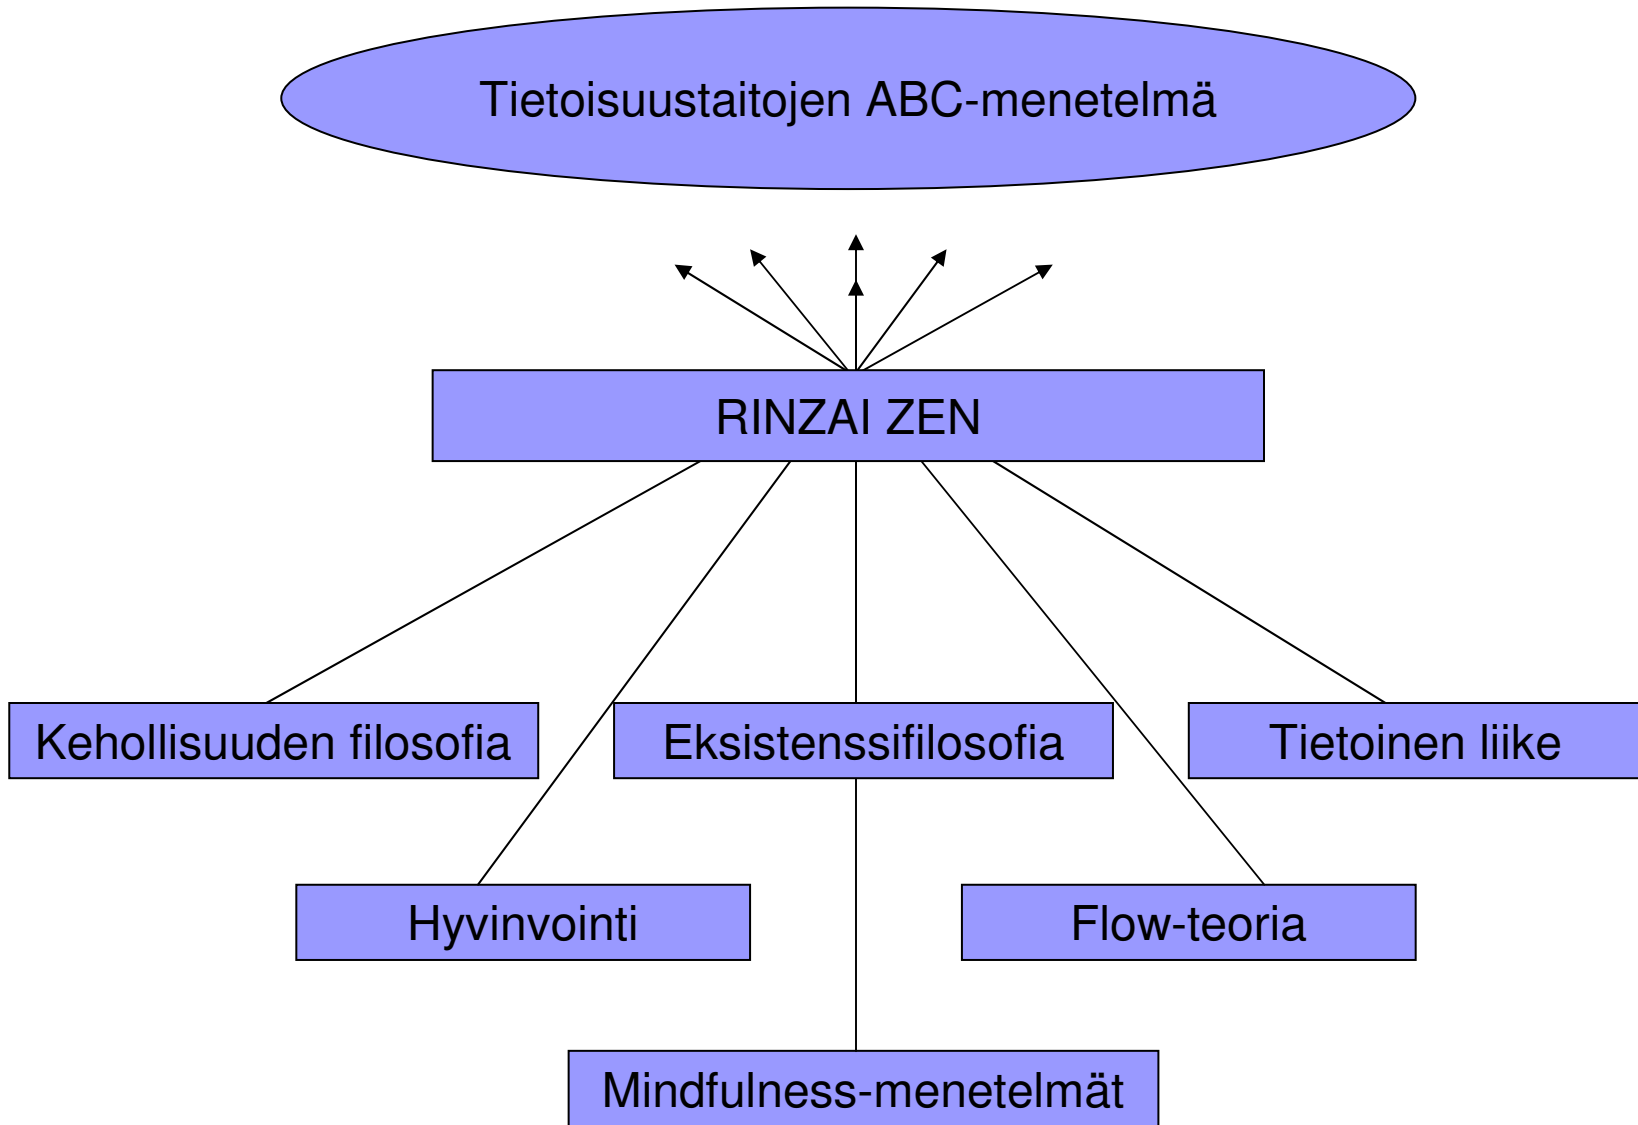 Tietoisuustaitojen ABC-menetelmä
RINZAI ZEN
Kehollisuuden filosofia
Eksistenssifilosofia
Tietoinen liike
Hyvinvointi
Flow-teoria
Mindfulness-menetelmät